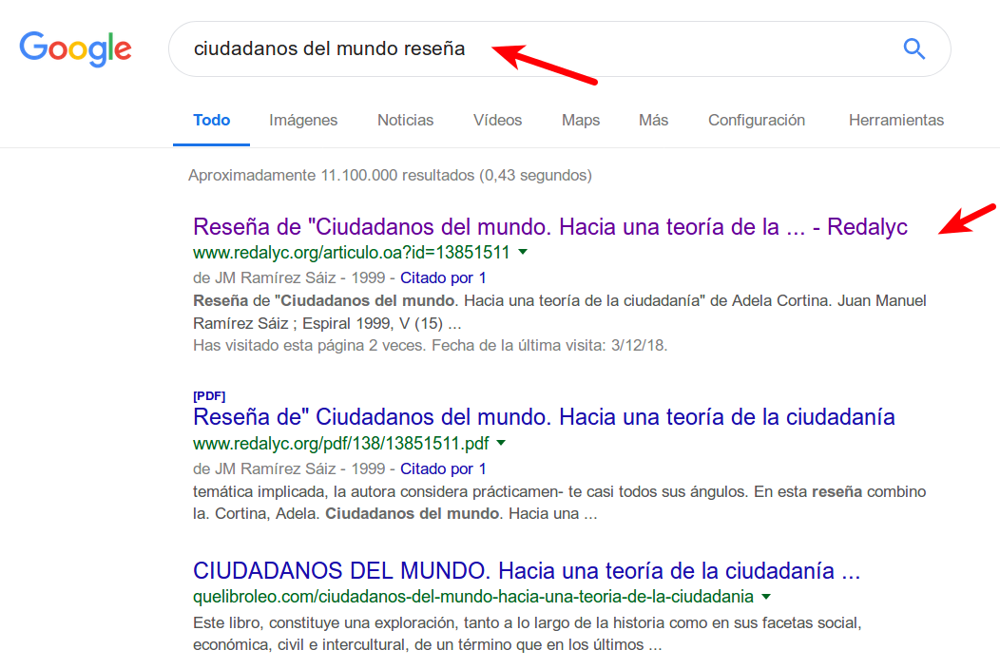 Google
ciudadanos del mundo reseña
Todo Imágenes Noticias Vídeos Maps Más Configuración Herramientas
Aproximadamente 11.100.000 resultados (0,43 segundos)
Reseña de "Ciudadanos del mundo. Hacia una teoría de la ... - Redalyc
www.redalyc.org/articulo.oa?id=13851511
de JM Ramírez Sáiz - 1999 - Citado por 1
Reseña de "Ciudadanos del mundo. Hacia una teoría de la ciudadanía" de Adela Cortina. Juan Manuel
Ramírez Sáiz ; Espiral 1999, V (15) ...
Has visitado esta página 2 veces. Fecha de la última visita: 3/12/18.
[PDF]
Reseña de" Ciudadanos del mundo. Hacia una teoría de la ciudadanía
www.redalyc.org/pdf/138/13851511.pdf
de JM Ramírez Sáiz - 1999 - Citado por 1
temática implicada, la autora considera prácticamen- te casi todos sus ángulos. En esta reseña combino
la. Cortina, Adela. Ciudadanos del mundo. Hacia una ...
CIUDADANOS DEL MUNDO. Hacia una teoría de la ciudadanía ...
quelibroleo.com/ciudadanos-del-mundo-hacia-una-teoria-de-la-ciudadania
Este libro, constituye una exploración, tanto a lo largo de la historia como en sus facetas social,
económica, civil e intercultural, de un término que en los últimos ...